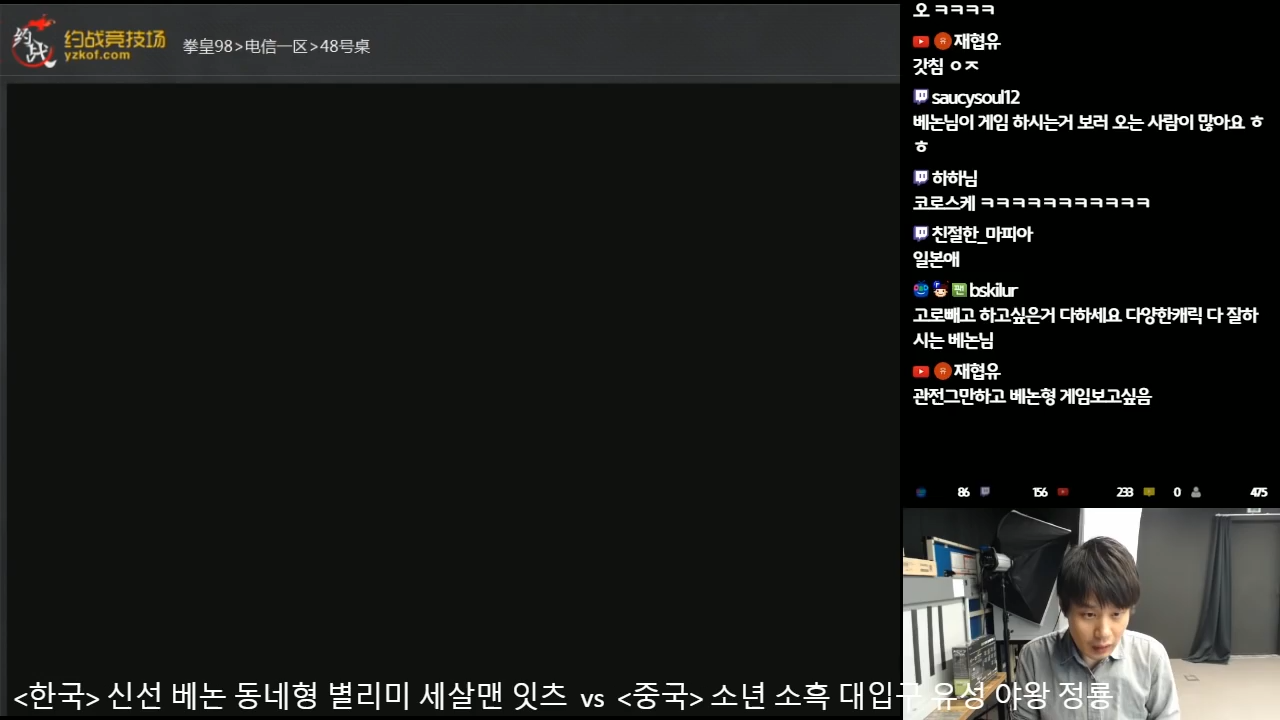 约战
约战竞技场
yzkof.com
拳皇98>电信一区>48号桌
오 ㅋㅋㅋㅋ
유 재협유
갓침 ㅇㅈ
saucysoul12
베논님이 게임 하시는거 보러 오는 사람이 많아요 ㅎ
ㅎ
하하님
코로스케 ㅋㅋㅋㅋㅋㅋㅋㅋㅋㅋㅋ
친절한_마피아
일본애
팬 bskilur
고로빼고 하고싶은거 다하세요 다양한캐릭 다 잘하
시는 베논님
유 재협유
관전그만하고 베논형 게임보고싶음
86 156 233 0 475
<한국> 신선 베논 동네형 별리미 세살맨 잇츠 vs <중국> 소년 소흑 대입구 유성 야왕 정룡